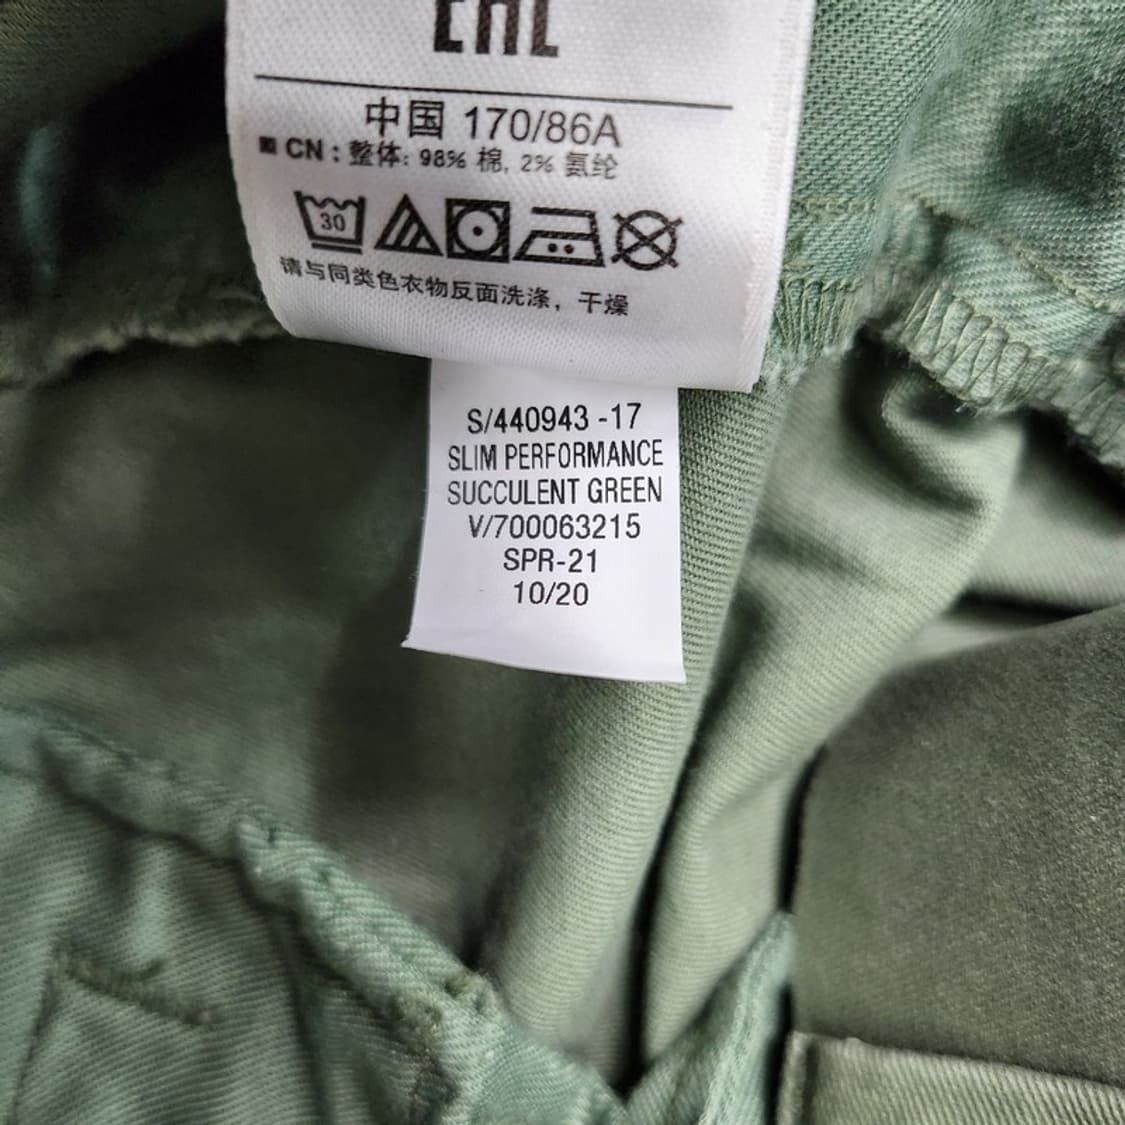 EAC
中国 170/86A
■ CN : 整体: 98% 棉, 2% 氨纶
30
请与同类色衣物反面洗涤，干燥
S/440943 -17
SLIM PERFORMANCE
SUCCULENT GREEN
V/700063215
SPR-21
10/20